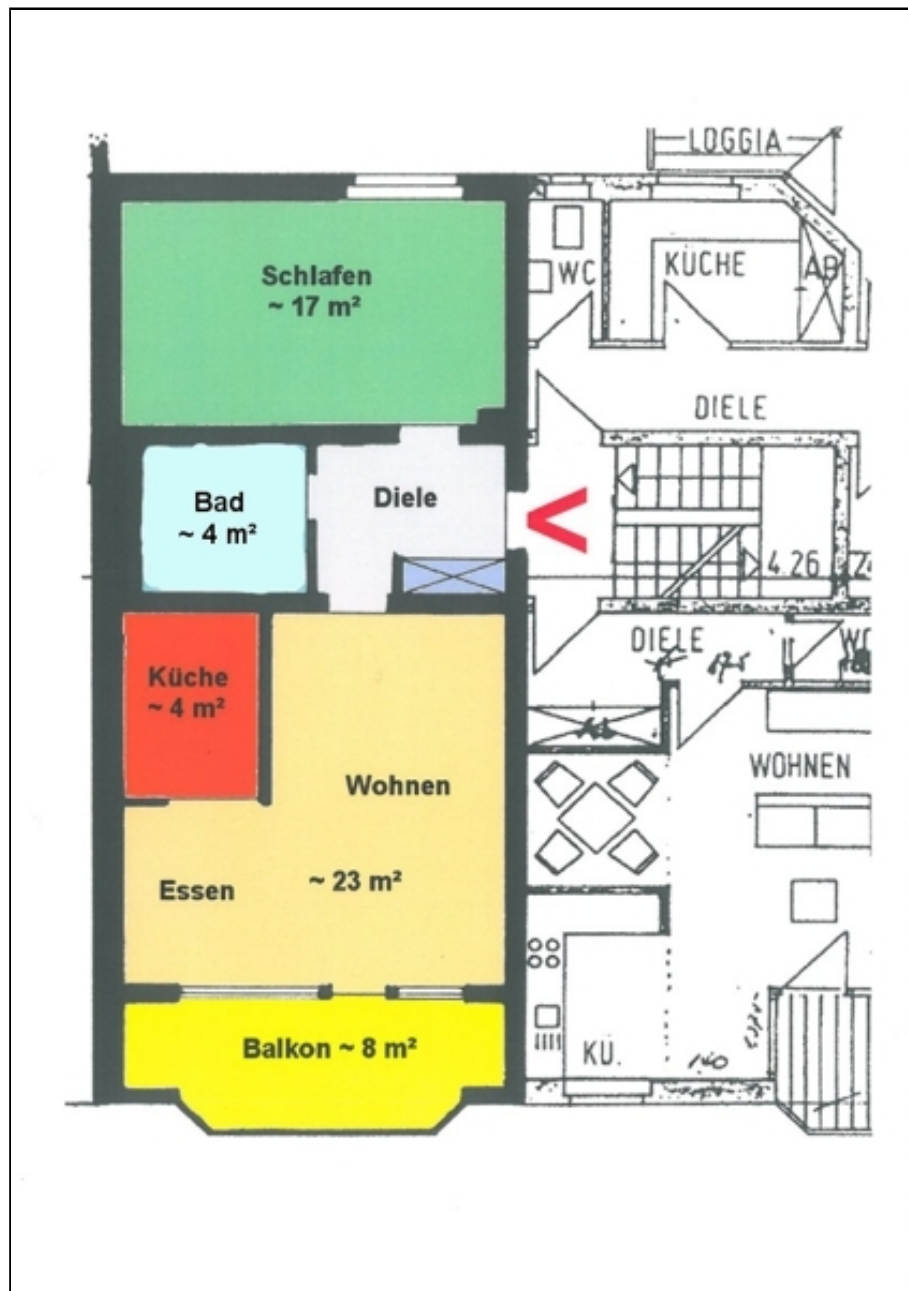 LOGGIA
Schlafen
~ 17 m²
WC
KÜCHE
AB
DIELE
Bad
~ 4 m²
Diele
<
4.26
DIELE
Küche
~ 4 m²
Wohnen
WOHNEN
Essen
~ 23 m²
Balkon ~ 8 m²
KÜ.